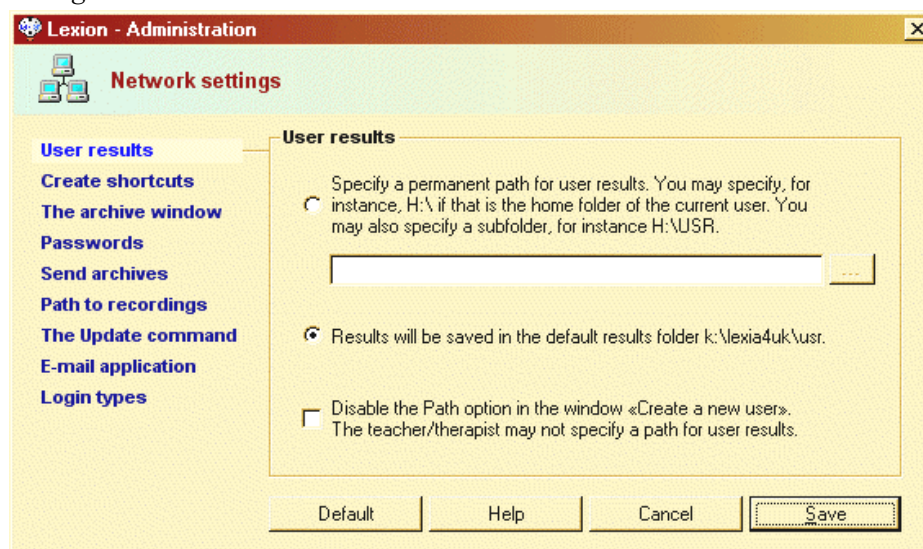 Lexion - Administration
Network settings
User results
Create shortcuts
The archive window
Passwords
Send archives
Path to recordings
The Update command
E-mail application
Login types
User results
Specify a permanent path for user results. You may specify, for
instance, H:\ if that is the home folder of the current user. You
may also specify a subfolder, for instance H:\USR.
...
Results will be saved in the default results folder k:\lexia4uk\usr.
Disable the Path option in the window «Create a new user».
The teacher/therapist may not specify a path for user results.
Default Help Cancel Save